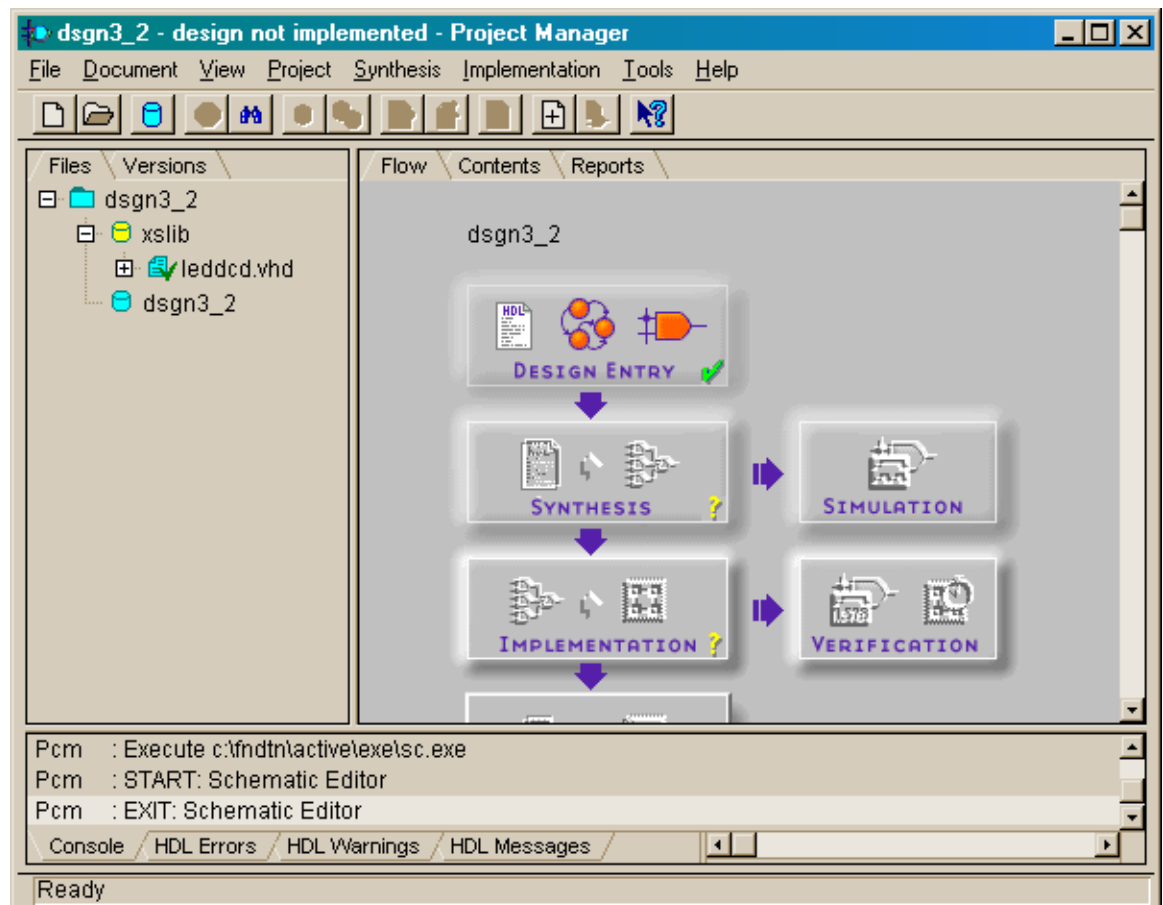 dsgn3_2 - design not implemented - Project Manager
File Document View Project Synthesis Implementation Tools Help
Files Versions
dsgn3_2
xslib
leddcd.vhd
dsgn3_2
Flow Contents Reports
dsgn3_2
HDL
DESIGN ENTRY
HDL
SYNTHESIS ?
SIMULATION
IMPLEMENTATION ?
VERIFICATION
Pcm : Execute c:\fndtn\active\exe\sc.exe
Pcm : START: Schematic Editor
Pcm : EXIT: Schematic Editor
Console HDL Errors HDL Warnings HDL Messages
Ready